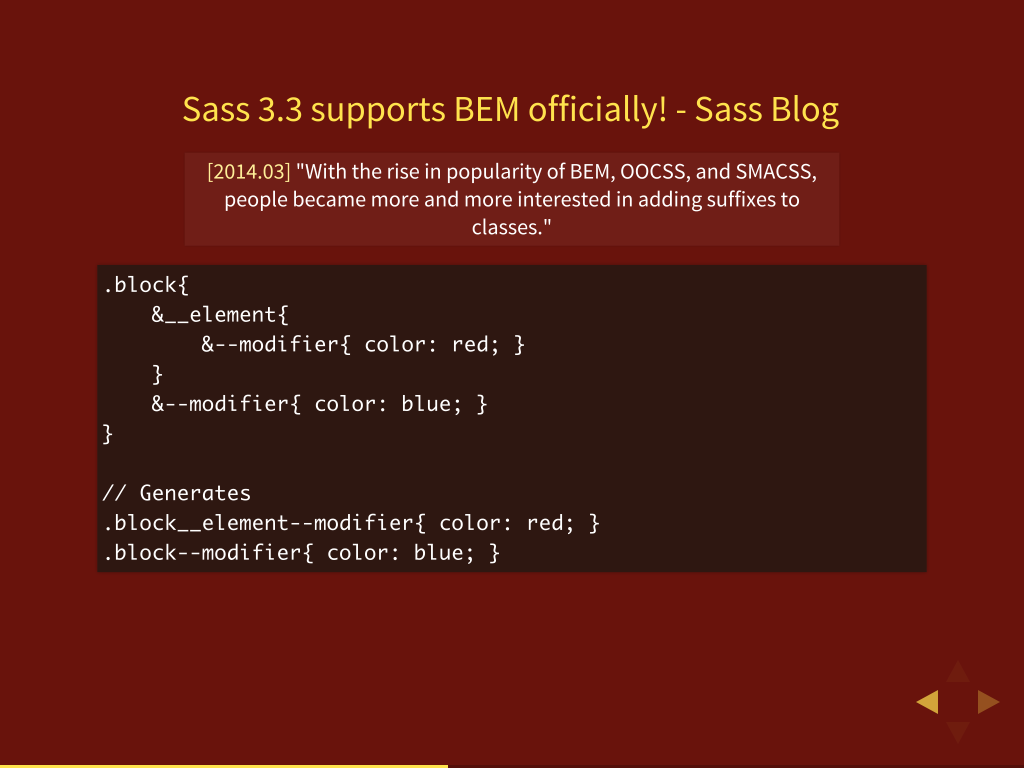 Sass 3.3 supports BEM officially! - Sass Blog
[2014.03] "With the rise in popularity of BEM, OOCSS, and SMACSS,
people became more and more interested in adding suffixes to
classes."
.block{
    &__element{
        &--modifier{ color: red; }
    }
    &--modifier{ color: blue; }
}

// Generates
.block__element--modifier{ color: red; }
.block--modifier{ color: blue; }